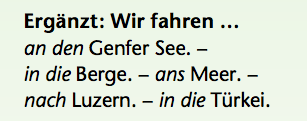 Ergänzt: Wir fahren …
an den Genfer See. –
in die Berge. – ans Meer. –
nach Luzern. – in die Türkei.